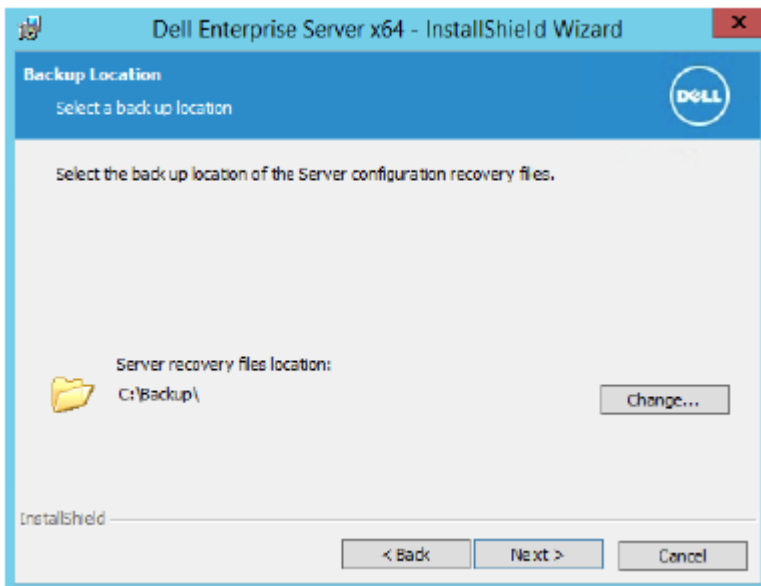 Dell Enterprise Server x64 - InstallShield Wizard
x
Backup Location
Select a back up location
DELL
Select the back up location of the Server configuration recovery files.
Server recovery files location:
C:\Backup\
Change...
InstallShield
< Back
Next >
Cancel